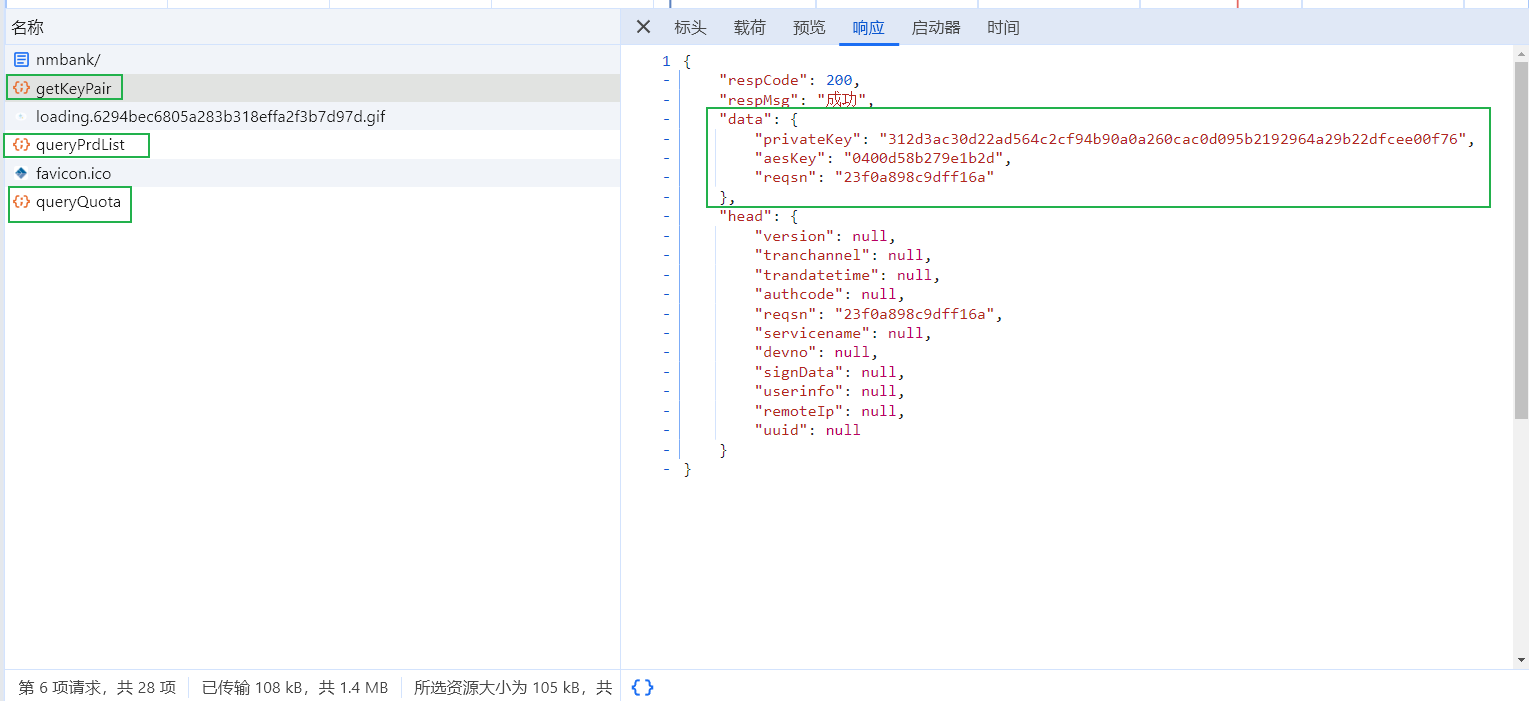 名称
nmbank/
getKeyPair
loading.6294bec6805a283b318effa2f3b7d97d.gif
queryPrdList
favicon.ico
queryQuota
第 6 项请求，共 28 项
已传输 108 kB，共 1.4 MB
所选资源大小为 105 kB，共
标头 载荷 预览 响应 启动器 时间
1 {
- "respCode": 200,
- "respMsg": "成功",
- "data": {
- "privateKey": "312d3ac30d22ad564c2cf94b90a0a260cac0d095b2192964a29b22dfcee00f76",
- "aesKey": "0400d58b279e1b2d",
- "reqsn": "23f0a898c9dff16a"
- },
- "head": {
- "version": null,
- "tranchannel": null,
- "trandatetime": null,
- "authcode": null,
- "reqsn": "23f0a898c9dff16a",
- "servicename": null,
- "devno": null,
- "signData": null,
- "userinfo": null,
- "remoteIp": null,
- "uuid": null
- }
- }